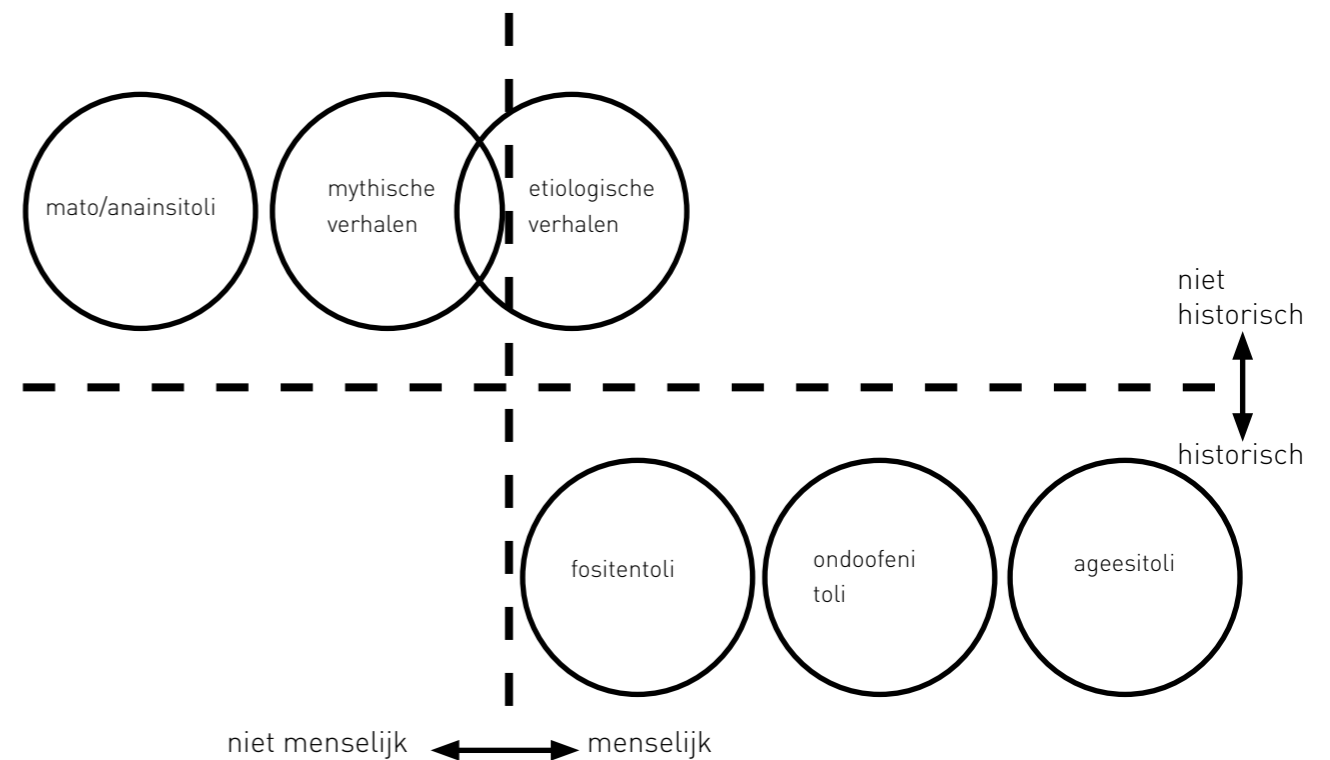 mato/anainsitoli
mythische
verhalen
etiologische
verhalen
niet
historisch
historisch
fositentoli
ondoofeni
toli
ageesitoli
niet menselijk
menselijk